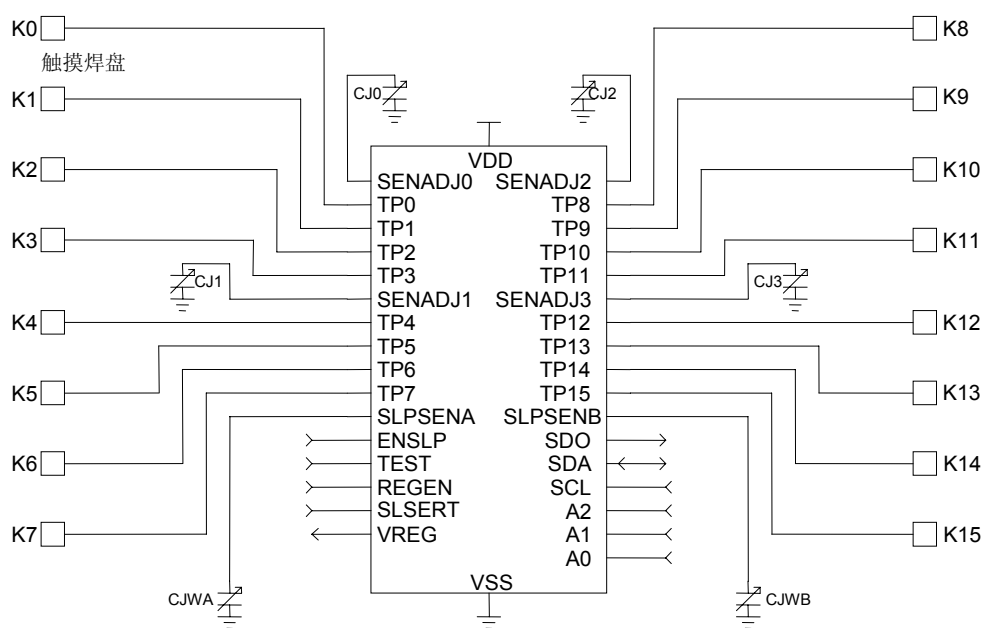 K0
触摸焊盘
K1
K2
K3
K4
K5
K6
K7
CJ0
CJ2
CJ1
CJ3
CJWA
CJWB
VDD
SENADJ0 SENADJ2
TP0 TP8
TP1 TP9
TP2 TP10
TP3 TP11
SENADJ1 SENADJ3
TP4 TP12
TP5 TP13
TP6 TP14
TP7 TP15
SLPSENA SLPSENB
ENSLP SDO
TEST SDA
REGEN SCL
SLSERT A2
VREG A1
A0
VSS
K8
K9
K10
K11
K12
K13
K14
K15